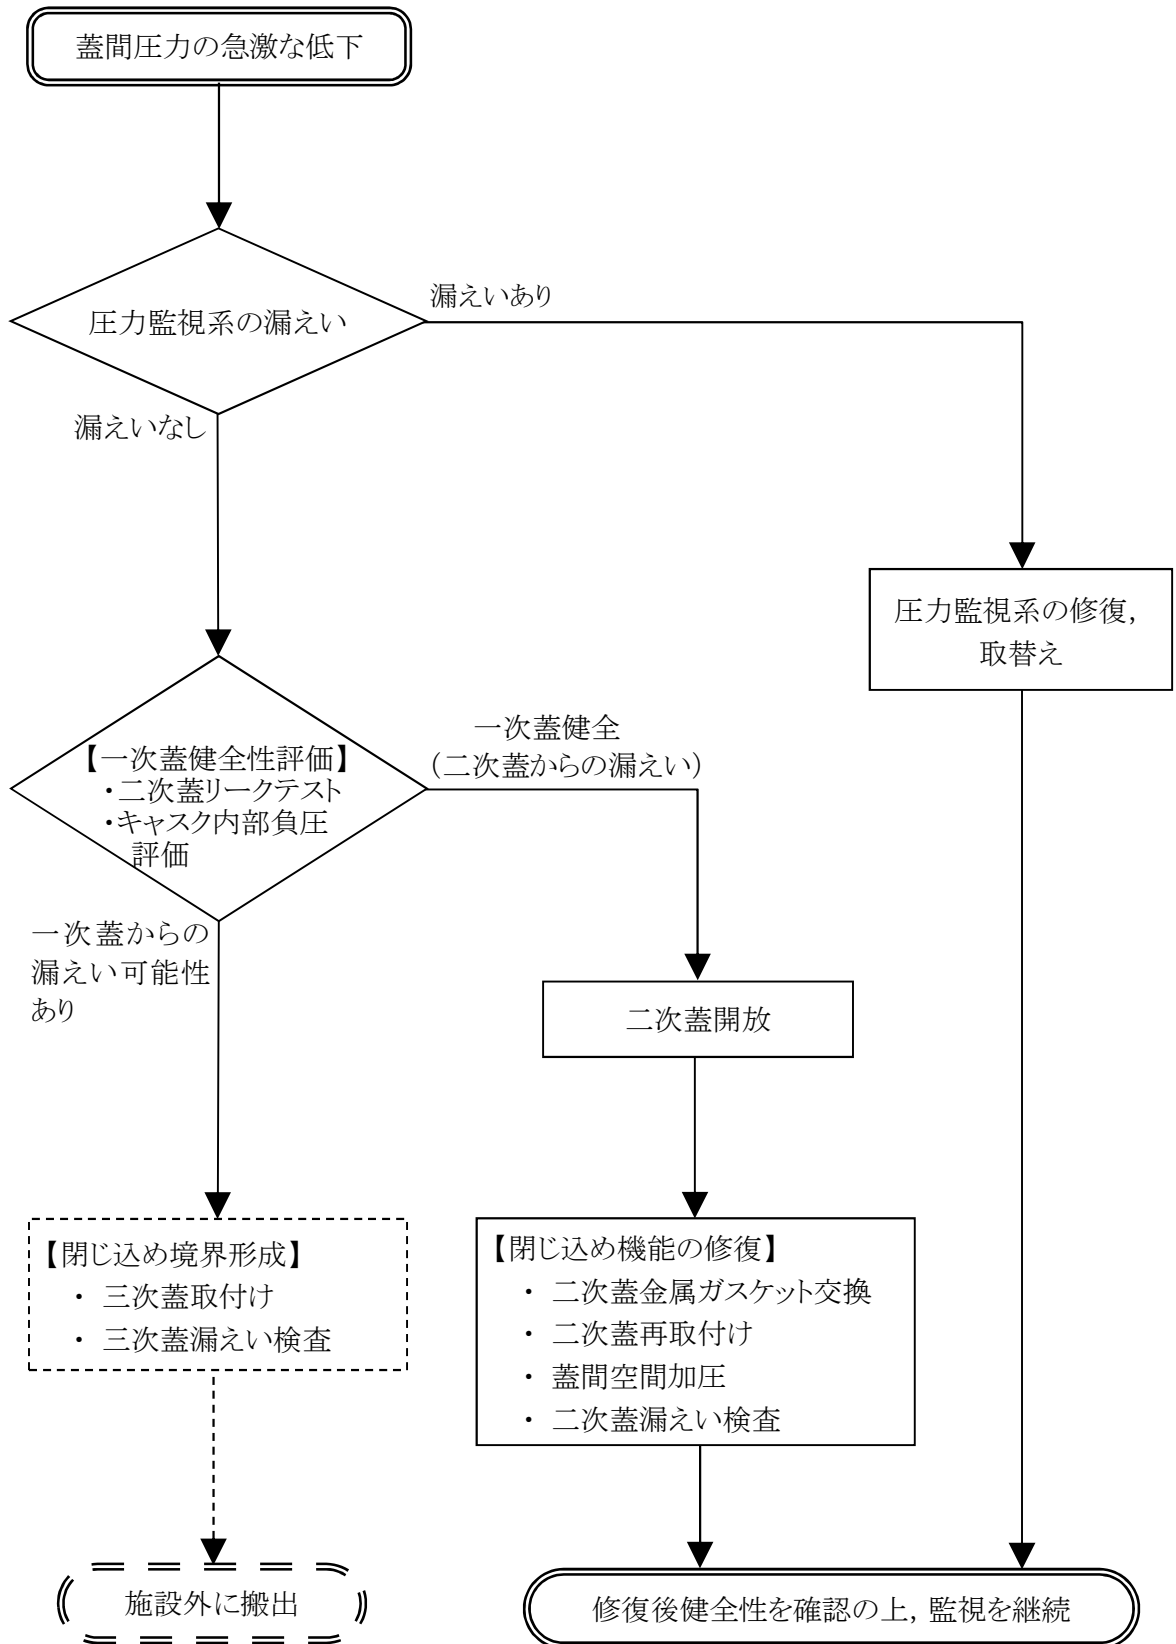 蓋間圧力の急激な低下
圧力監視系の漏えい
漏えいあり
漏えいなし
圧力監視系の修復,
取替え
【一次蓋健全性評価】
・二次蓋リークテスト
・キャスク内部負圧
評価
一次蓋健全
(二次蓋からの漏えい)
一次蓋からの
漏えい可能性
あり
二次蓋開放
【閉じ込め境界形成】
・ 三次蓋取付け
・ 三次蓋漏えい検査
【閉じ込め機能の修復】
・ 二次蓋金属ガスケット交換
・ 二次蓋再取付け
・ 蓋間空間加圧
・ 二次蓋漏えい検査
施設外に搬出
修復後健全性を確認の上, 監視を継続